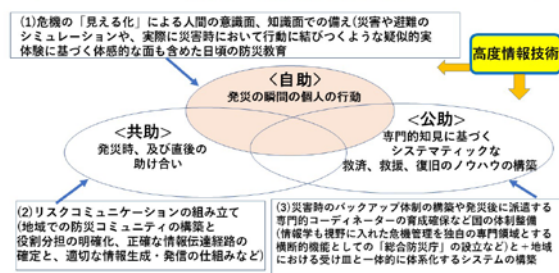 (1)危機の「見える化」による人間の意識面、知識面での備え(災害や避難の
シミュレーションや、実際に災害時において行動に結びつくような疑似的実
体験に基づく体感的な面も含めた日頃の防災教育
高度情報技術
<自助>
発災の瞬間の個人の行動
<共助>
発災時、及び直後の
助け合い
<公助>
専門的知見に基づく
システマティックな
救済、救援、復旧のノウハウの構築
(2)リスクコミュニケーションの組み立て
(地域での防災コミュニティの構築と
役割分担の明確化、正確な情報伝達経路の
確定と、適切な情報生成・発信の仕組みなど)
(3)災害時のバックアップ体制の構築や発災後に派遣する
専門的コーディネーターの育成確保など国の体制整備
(情報学も視野に入れた危機管理を独自の専門領域とする
横断的機能としての「総合防災庁」の設立など)と+地域
における受け皿と一体的に体系化するシステムの構築